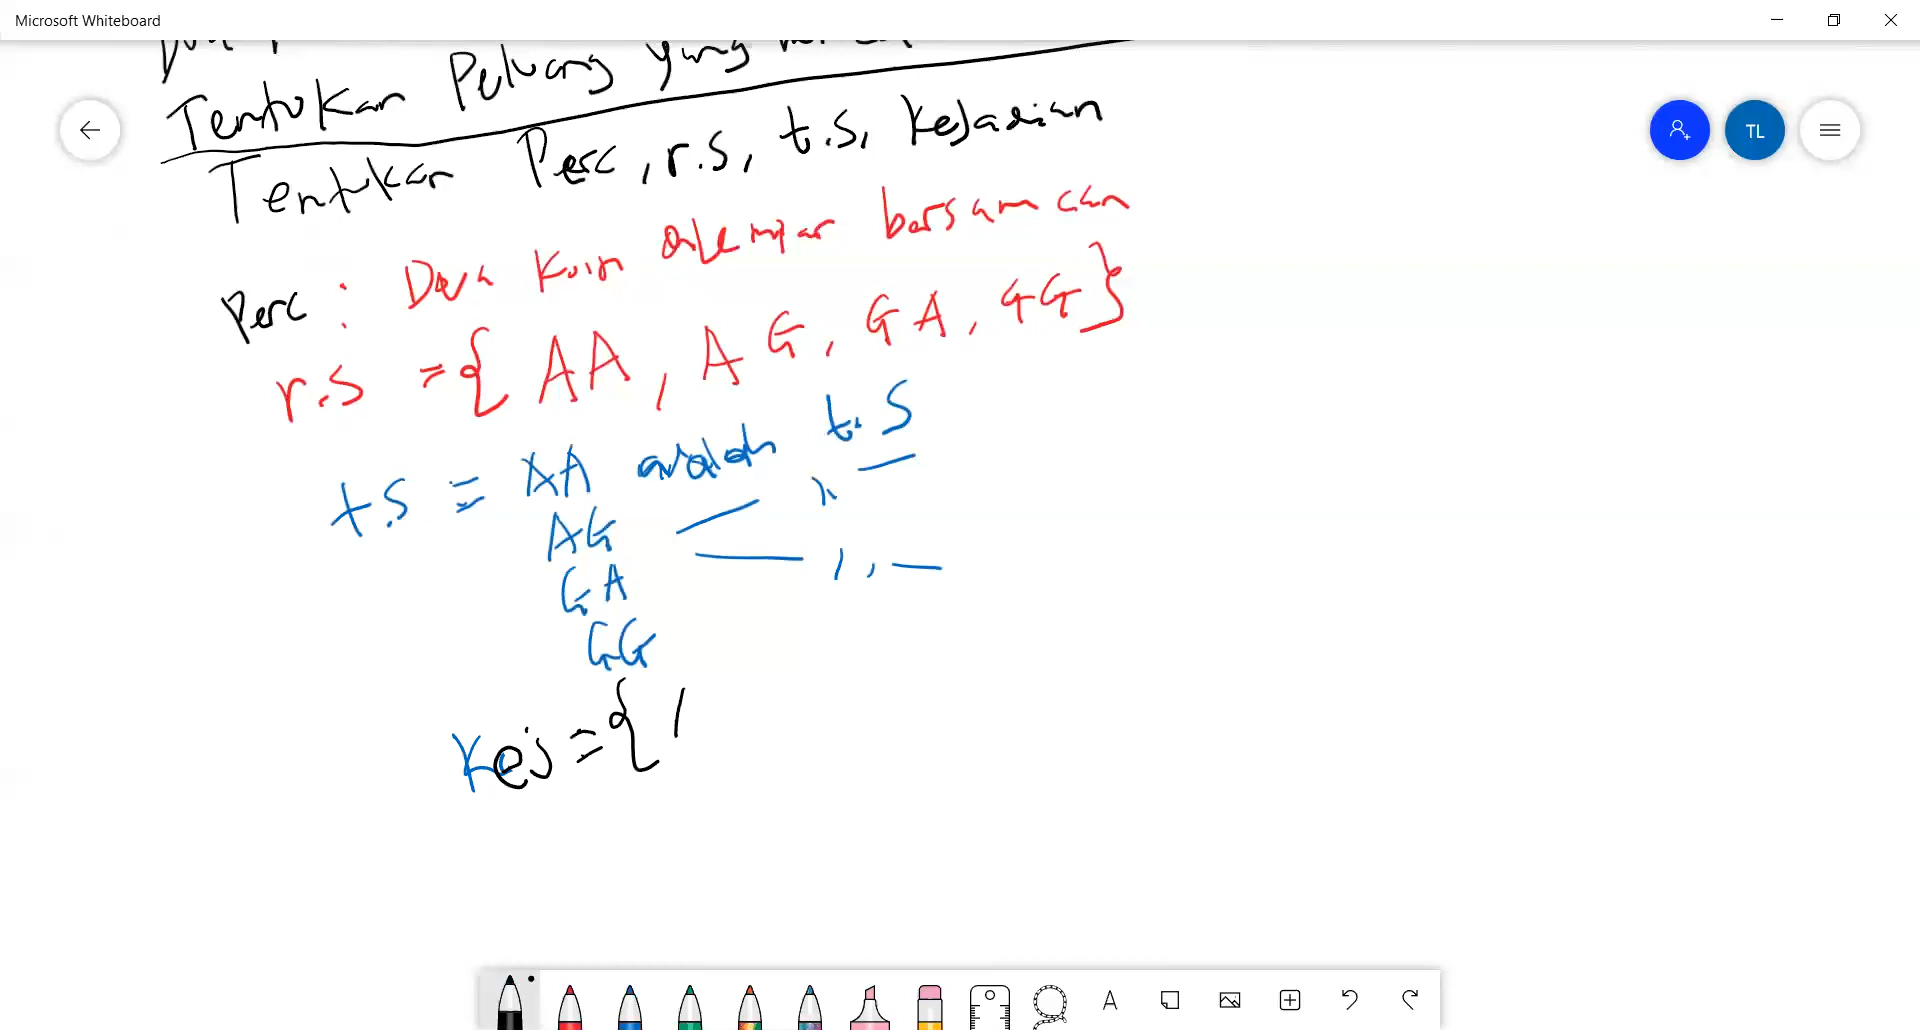 Microsoft Whiteboard
Tentukan Peluang yang
Tentukan Perc, r.s, t.s, Kejadian
TL
Perc : Dua Koin dilempar bersamaan
r.s = { AA, AG, GA, GG}
t.s = AA adalah t.s
AG
GA
GG
Kej = {